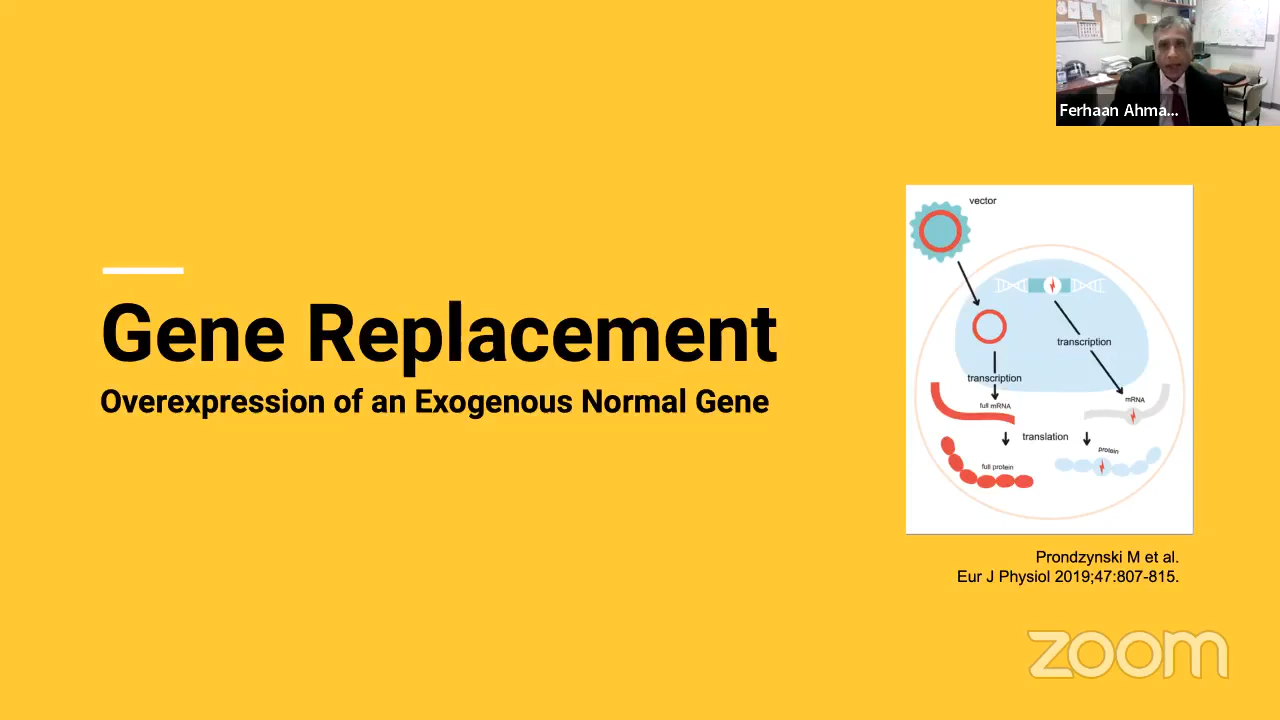 Ferhaan Ahma...
Gene Replacement
Overexpression of an Exogenous Normal Gene
vector
transcription
transcription
full mRNA
mRNA
translation
full protein
protein
Prondzynski M et al.
Eur J Physiol 2019;47:807-815.
zoom